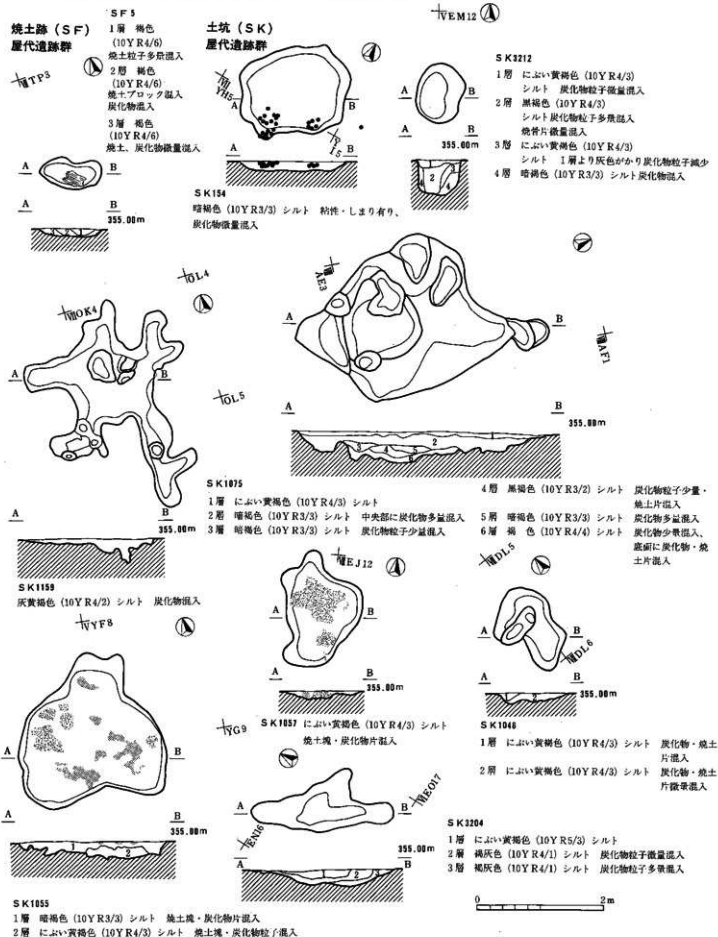 焼土跡（SF）
屋代遺跡群
SF5
1層 褐色
(10YR4/6)
焼土粒子多量混入
2層 褐色
(10YR4/6)
焼土ブロック混入
炭化物混入
3層 褐色
(10YR4/6)
焼土、炭化物微量混入
TP3
A
B
A
B
355.00m
土坑（SK）
屋代遺跡群
A
B
A
B
SK154
暗褐色（10YR3/3）シルト 粘性・しまり有り、
炭化物微量混入
VEM12
A
B
A
B
355.00m
2
3
4
SK3212
1層 にぶい黄褐色（10YR4/3）
シルト 炭化物粒子微量混入
2層 黒褐色（10YR4/3）
シルト炭化物粒子多量混入
焼骨片微量混入
3層 にぶい黄褐色（10YR4/3）
シルト 1層より灰色がかり炭化物粒子減少
4層 暗褐色（10YR3/3）シルト炭化物混入
OL4
OK4
OL5
A
B
A
B
355.00m
SK1159
灰黄褐色（10YR4/2）シルト 炭化物混入
AE3
AF1
A
B
A
B
355.00m
1
2
3
4
5
6
SK1075
1層 にぶい黄褐色（10YR4/3）シルト
2層 暗褐色（10YR3/3）シルト 中央部に炭化物多量混入
3層 暗褐色（10YR3/3）シルト 炭化物粒子少量混入
4層 黒褐色（10YR3/2）シルト 炭化物粒子少量・
焼土片混入
5層 暗褐色（10YR3/3）シルト 炭化物多量混入
6層 褐色（10YR4/4）シルト 炭化物少量混入、
底面に炭化物・焼
土片混入
VYF8
YG9
A
B
A
B
355.00m
1
2
SK1055
1層 暗褐色（10YR3/3）シルト 焼土塊・炭化物片混入
2層 にぶい黄褐色（10YR4/3）シルト 焼土塊・炭化物粒子混入
EJ12
A
B
A
B
355.00m
SK1057 にぶい黄褐色（10YR4/3）シルト
焼土塊・炭化物片混入
DL5
DL6
A
B
A
B
355.00m
2
SK1046
1層 にぶい黄褐色（10YR4/3）シルト 炭化物・焼土
片混入
2層 にぶい黄褐色（10YR4/3）シルト 炭化物・焼土
片微量混入
EN16
EO17
A
B
A
B
355.00m
2
3
SK3204
1層 にぶい黄褐色（10YR5/3）シルト
2層 褐灰色（10YR4/1）シルト 炭化物粒子微量混入
3層 褐灰色（10YR4/1）シルト 炭化物粒子多量混入
0
2m